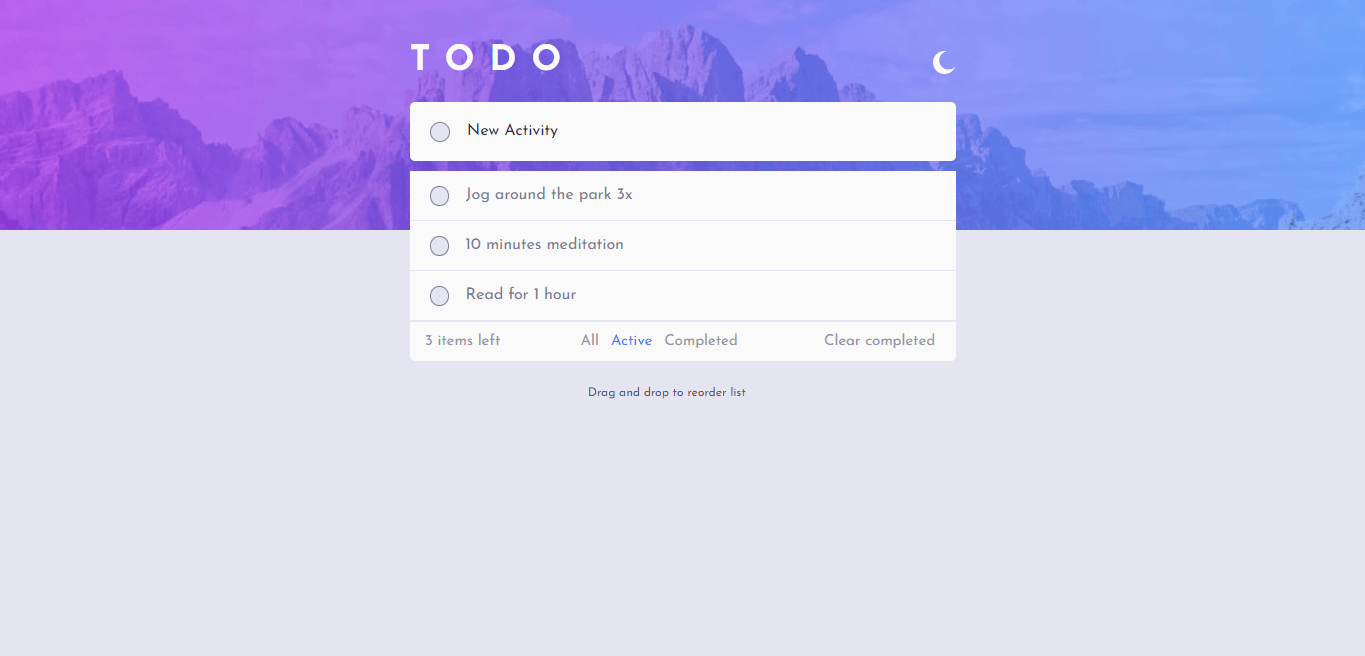 TODO
New Activity
Jog around the park 3x
10 minutes meditation
Read for 1 hour
3 items left All Active Completed Clear completed
Drag and drop to reorder list